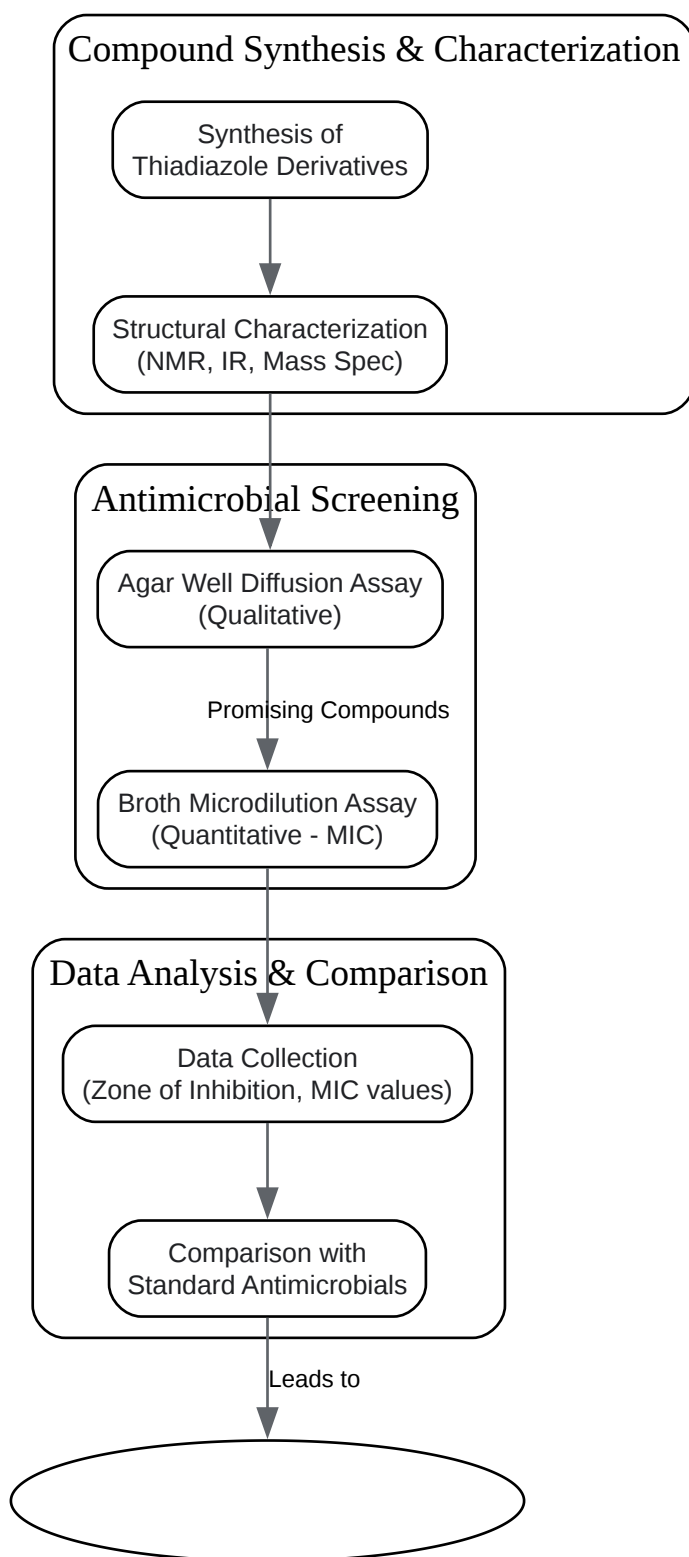 Compound Synthesis & Characterization
Synthesis of
Thiadiazole Derivatives
Structural Characterization
(NMR, IR, Mass Spec)
Antimicrobial Screening
Agar Well Diffusion Assay
(Qualitative)
Promising Compounds
Broth Microdilution Assay
(Quantitative - MIC)
Data Analysis & Comparison
Data Collection
(Zone of Inhibition, MIC values)
Comparison with
Standard Antimicrobials
Leads to